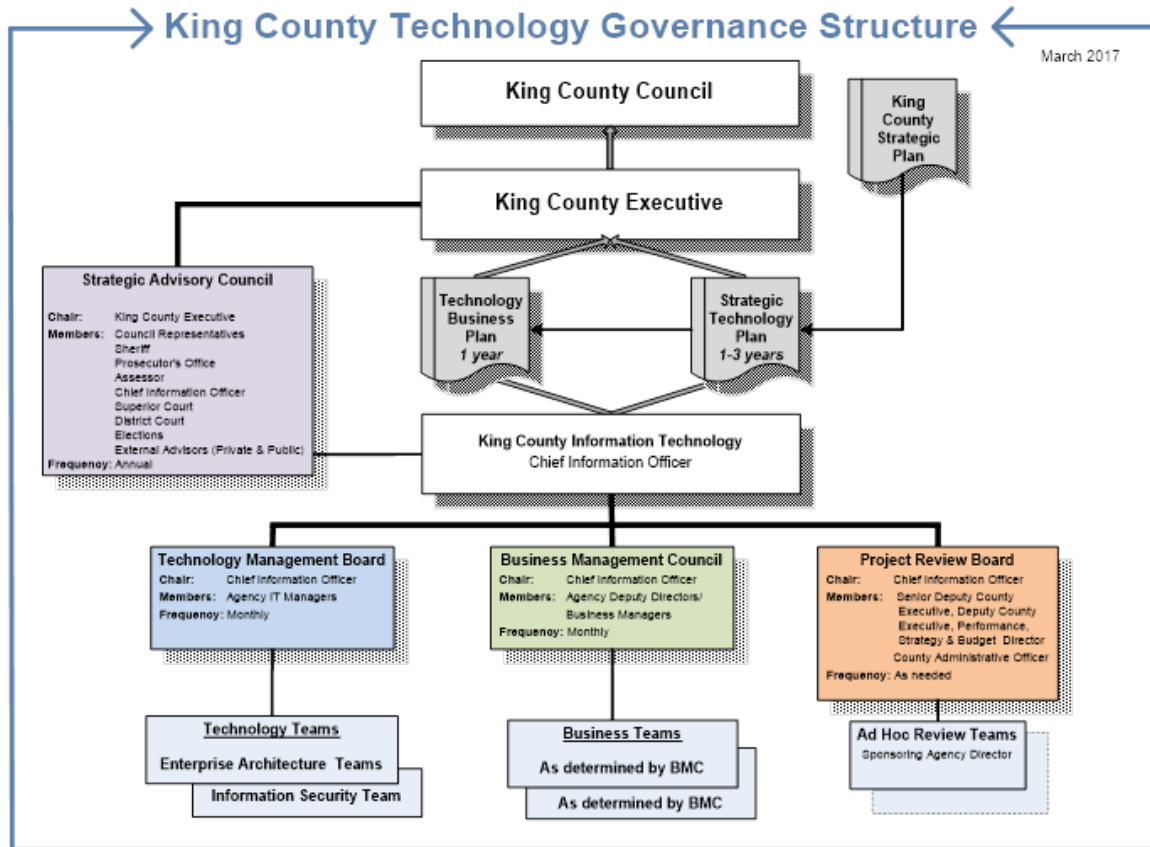 King County Technology Governance Structure
March 2017
King County Council
King
County
Strategic
Plan
King County Executive
Strategic Advisory Council
Chair: King County Executive
Members: Council Representatives
Sheriff
Prosecutor's Office
Assessor
Chief Information Officer
Superior Court
District Court
Elections
External Advisors (Private & Public)
Frequency: Annual
Technology
Business
Plan
1 year
Strategic
Technology
Plan
1-3 years
King County Information Technology
Chief Information Officer
Technology Management Board
Chair: Chief Information Officer
Members: Agency IT Managers
Frequency: Monthly
Business Management Council
Chair: Chief Information Officer
Members: Agency Deputy Directors/
Business Managers
Frequency: Monthly
Project Review Board
Chair: Chief Information Officer
Members: Senior Deputy County
Executive, Deputy County
Executive, Performance,
Strategy & Budget Director
County Administrative Officer
Frequency: As needed
Technology Teams
Enterprise Architecture Teams
Information Security Team
Business Teams
As determined by BMC
As determined by BMC
Ad Hoc Review Teams
Sponsoring Agency Director